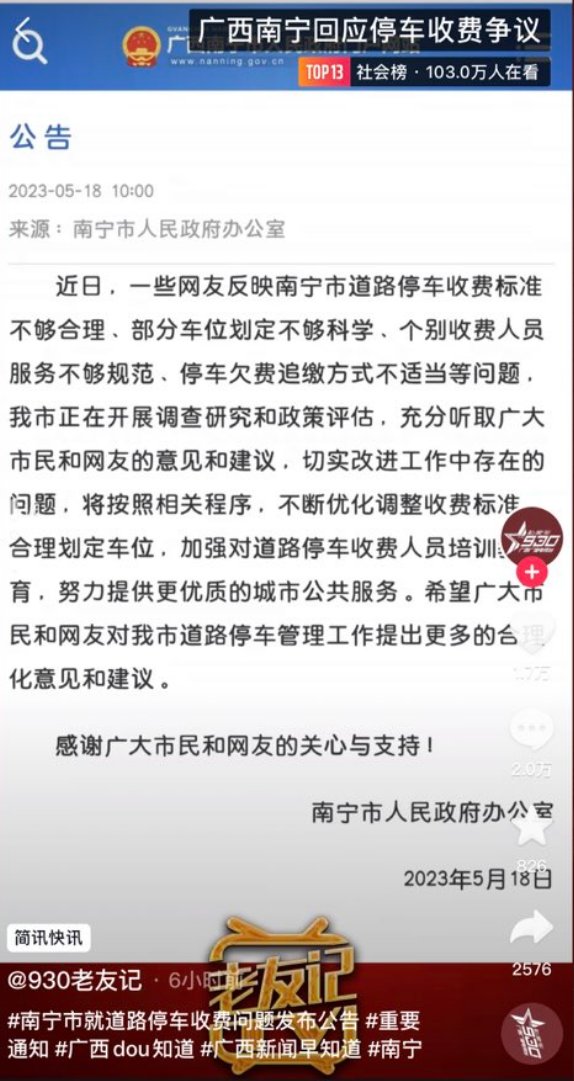 广西南宁回应停车收费争议
www.nanning.gov.cn
TOP13 社会榜·103.0万人在看
公告
2023-05-18 10:00
来源：南宁市人民政府办公室
近日，一些网友反映南宁市道路停车收费标准
不够合理、部分车位划定不够科学、个别收费人员
服务不够规范、停车欠费追缴方式不适当等问题，
我市正在开展调查研究和政策评估，充分听取广大
市民和网友的意见和建议，切实改进工作中存在的
问题，将按照相关程序，不断优化调整收费标准、
合理划定车位，加强对道路停车收费人员培训
育，努力提供更优质的城市公共服务。希望广大市
民和网友对我市道路停车管理工作提出更多的合理
化意见和建议。
感谢广大市民和网友的关心与支持！
南宁市人民政府办公室
2023年5月18日
930
1.7万
2.0万
826
2576
简讯快讯
老友记
@930老友记 · 6小时前
#南宁市就道路停车收费问题发布公告 #重要
通知 #广西dou知道 #广西新闻早知道 #南宁
930